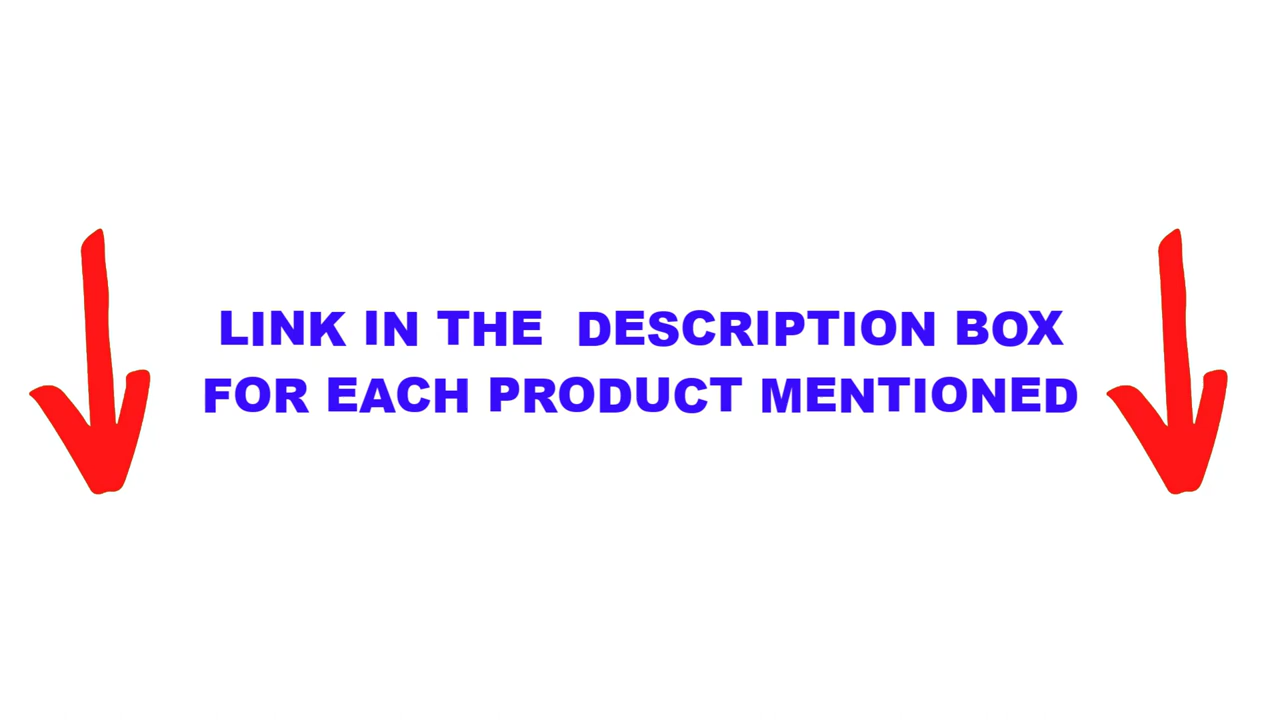 LINK IN THE  DESCRIPTION BOX
FOR EACH PRODUCT MENTIONED